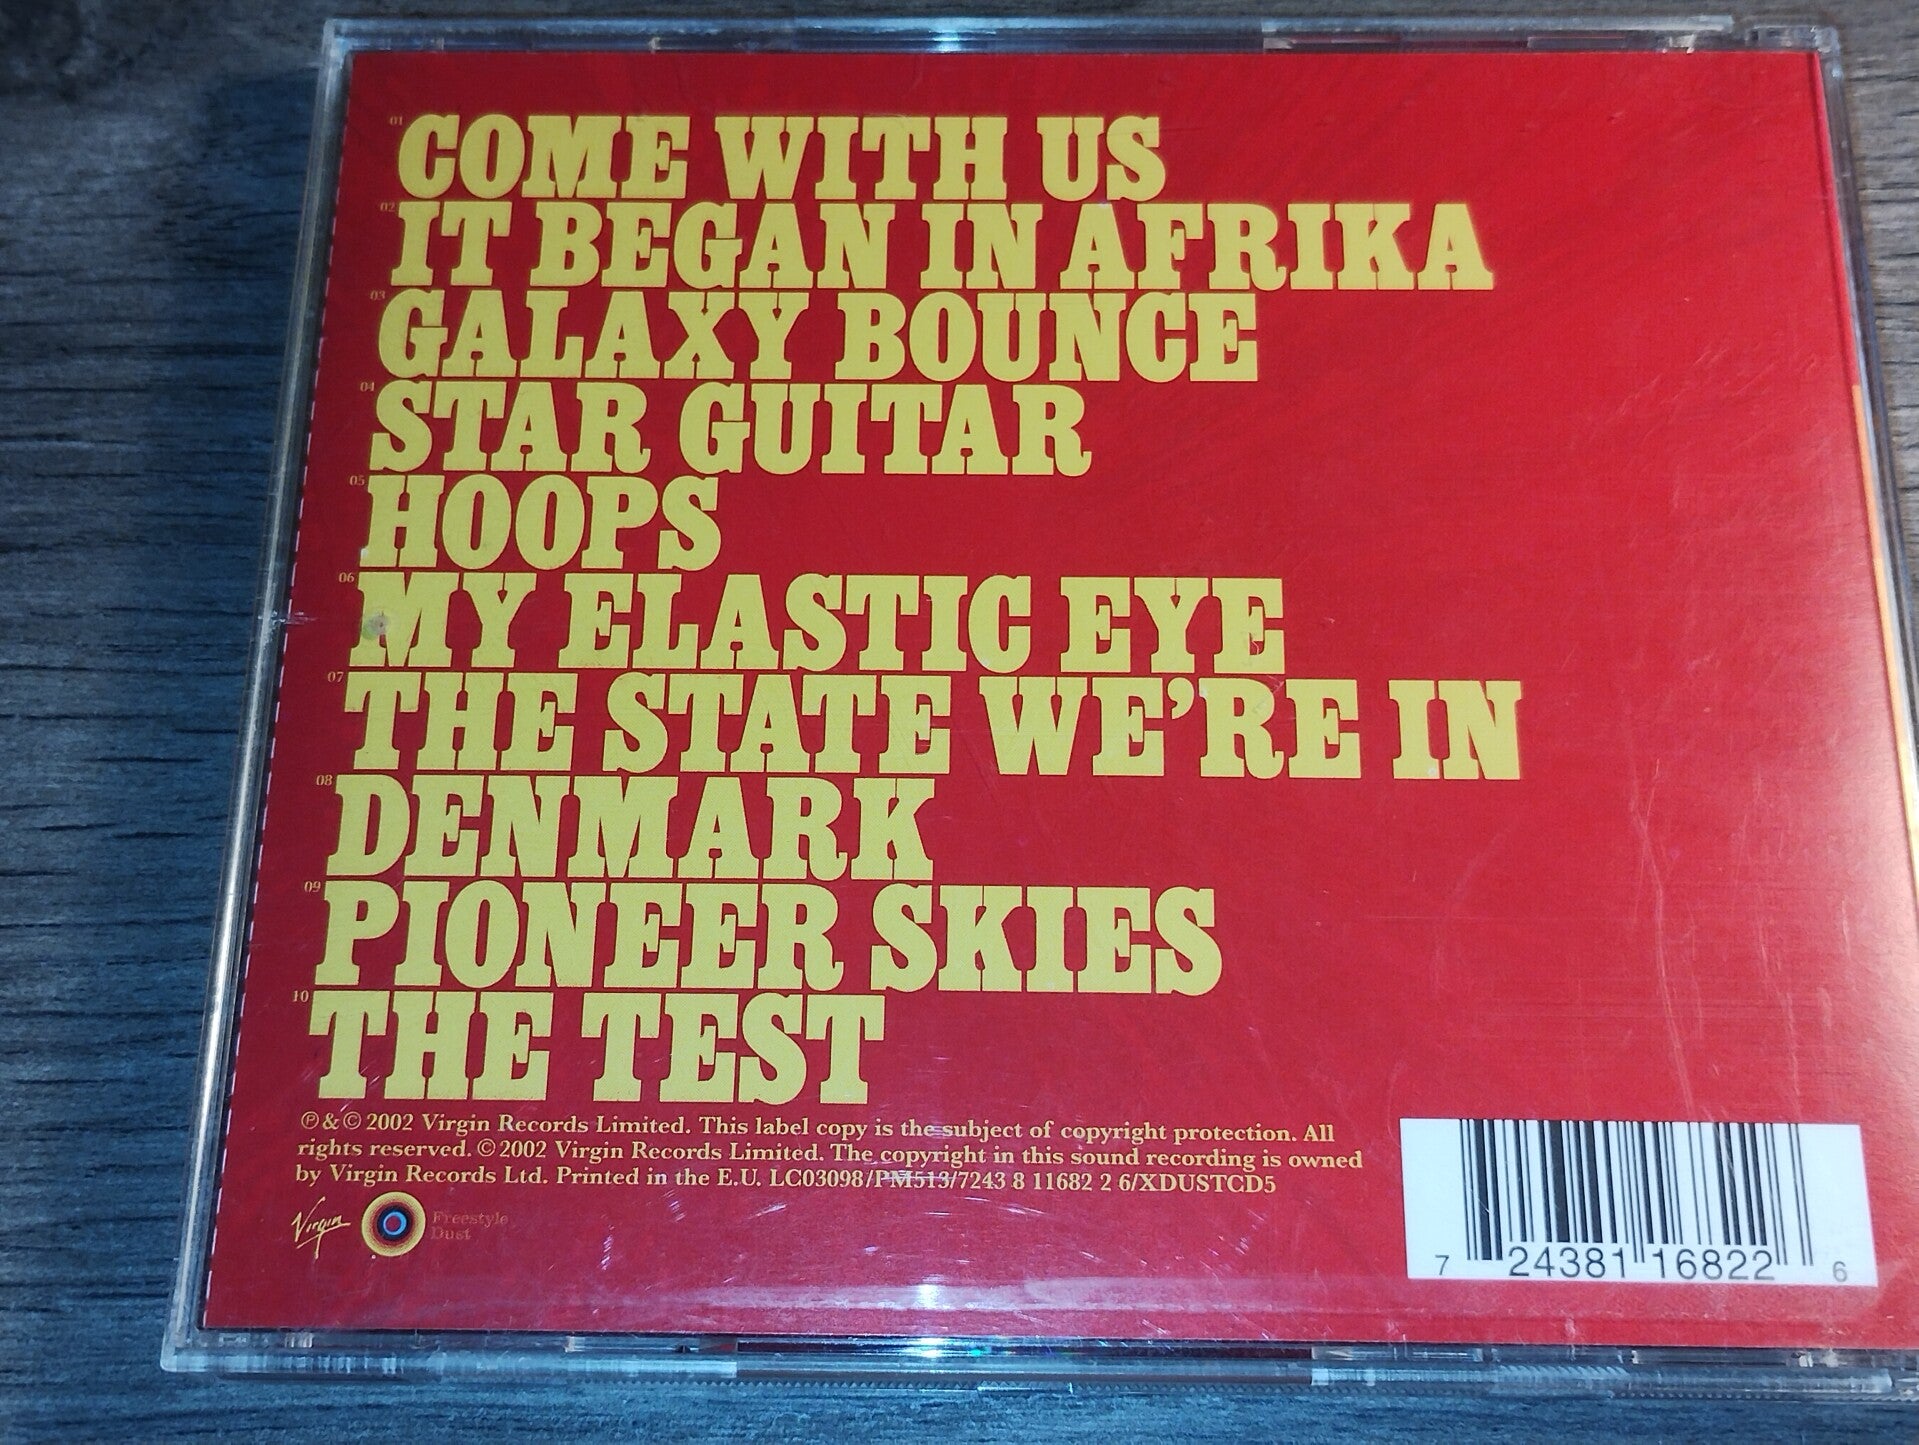 01 COME WITH US
02 IT BEGAN IN AFRIKA
03 GALAXY BOUNCE
04 STAR GUITAR
05 HOOPS
06 MY ELASTIC EYE
07 THE STATE WE'RE IN
08 DENMARK
09 PIONEER SKIES
10 THE TEST
℗ & © 2002 Virgin Records Limited. This label copy is the subject of copyright protection. All
rights reserved. © 2002 Virgin Records Limited. The copyright in this sound recording is owned
by Virgin Records Ltd. Printed in the E.U. LC03098/PM513/7243 8 11682 2 6/XDUSTCD5
Virgin
Freestyle
Dust
7 24381 16822 6